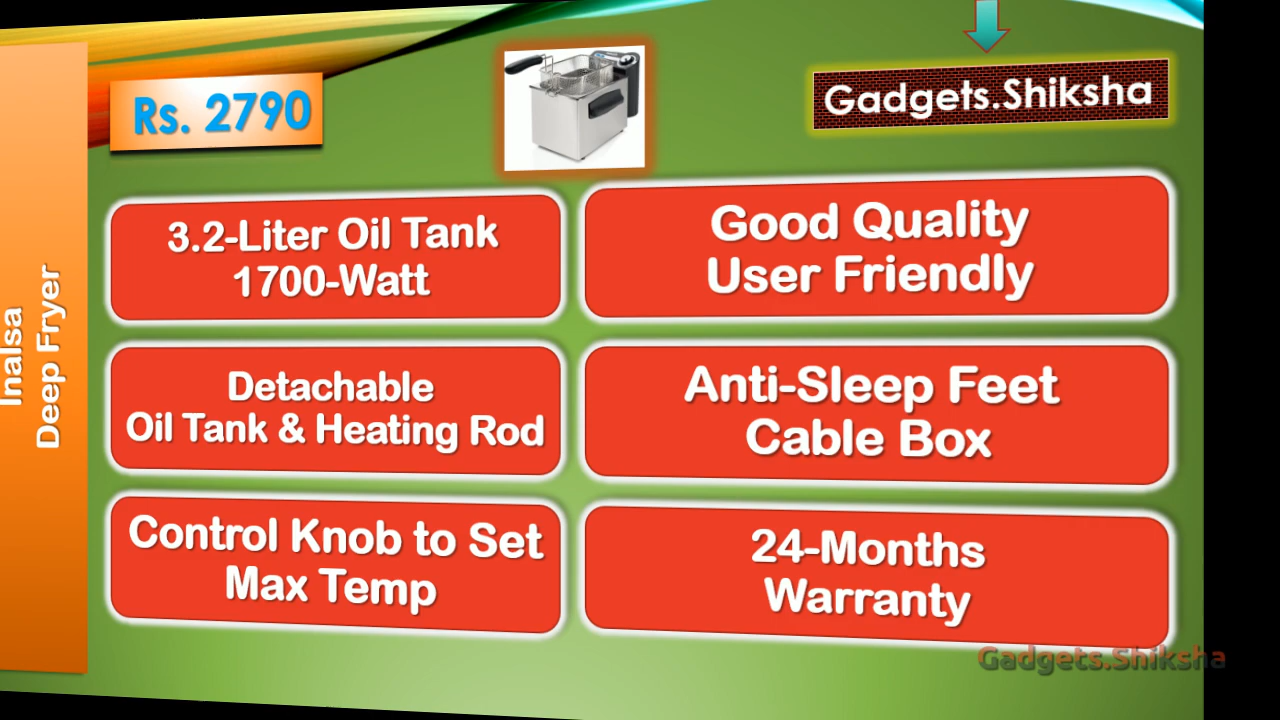 Rs. 2790
Gadgets.Shiksha
Inalsa
Deep Fryer
3.2-Liter Oil Tank
1700-Watt
Good Quality
User Friendly
Detachable
Oil Tank & Heating Rod
Anti-Sleep Feet
Cable Box
Control Knob to Set
Max Temp
24-Months
Warranty
Gadgets.Shiksha